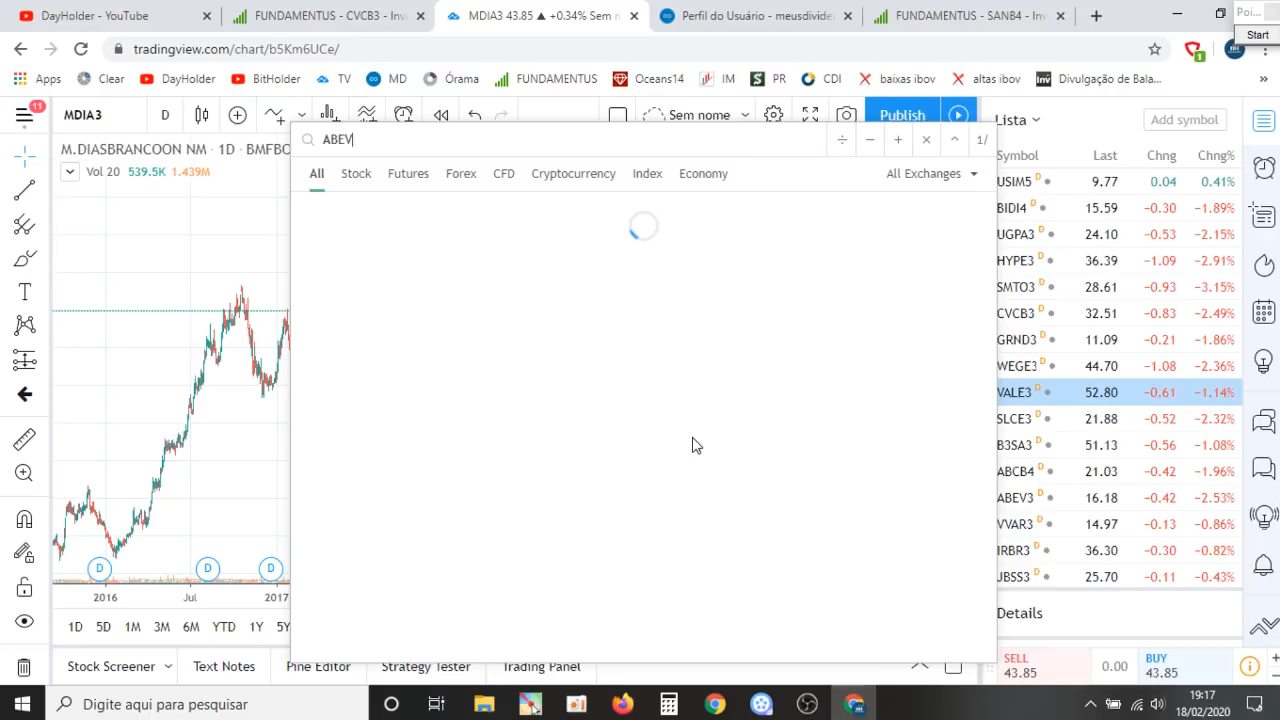 DayHolder - YouTube
FUNDAMENTUS - CVCB3 - Inv
MDIA3 43.85 ▲ +0.34% Sem n
Perfil do Usuário - meusdivide
FUNDAMENTUS - SANB4 - Inv
Poi...
Start
tradingview.com/chart/b5Km6UCe/
1
BH
Apps
Clear
DayHolder
BitHolder
TV
MD
Órama
FUNDAMENTUS
Oceans14
IM
PR
CDI
baixas ibov
altas ibov
Divulgação de Bala...
»
11
MDIA3
D
Sem nome
Publish
Lista
Add symbol
M.DIASBRANCOON NM · 1D · BMFBO
Vol 20 539.5K 1.439M
ABEV
÷ − + × 1/
All Stock Futures Forex CFD Cryptocurrency Index Economy All Exchanges
Symbol Last Chng Chng%
USIM5 D 9.77 0.04 0.41%
BIDI4 D 15.59 −0.30 −1.89%
UGPA3 D 24.10 −0.53 −2.15%
HYPE3 D 36.39 −1.09 −2.91%
SMTO3 D 28.61 −0.93 −3.15%
CVCB3 D 32.51 −0.83 −2.49%
GRND3 D 11.09 −0.21 −1.86%
WEGE3 D 44.70 −1.08 −2.36%
VALE3 D 52.80 −0.61 −1.14%
SLCE3 D 21.88 −0.52 −2.32%
B3SA3 D 51.13 −0.56 −1.08%
ABCB4 D 21.03 −0.42 −1.96%
ABEV3 D 16.18 −0.42 −2.53%
VVAR3 D 14.97 −0.13 −0.86%
IRBR3 D 36.30 −0.30 −0.82%
JBSS3 D 25.70 −0.11 −0.43%
D D D
2016 Jul 2017
1D 5D 1M 3M 6M YTD 1Y 5Y
Details
Stock Screener Text Notes Pine Editor Strategy Tester Trading Panel
SELL
43.85
0.00
BUY
43.85
Digite aqui para pesquisar
19:17
18/02/2020